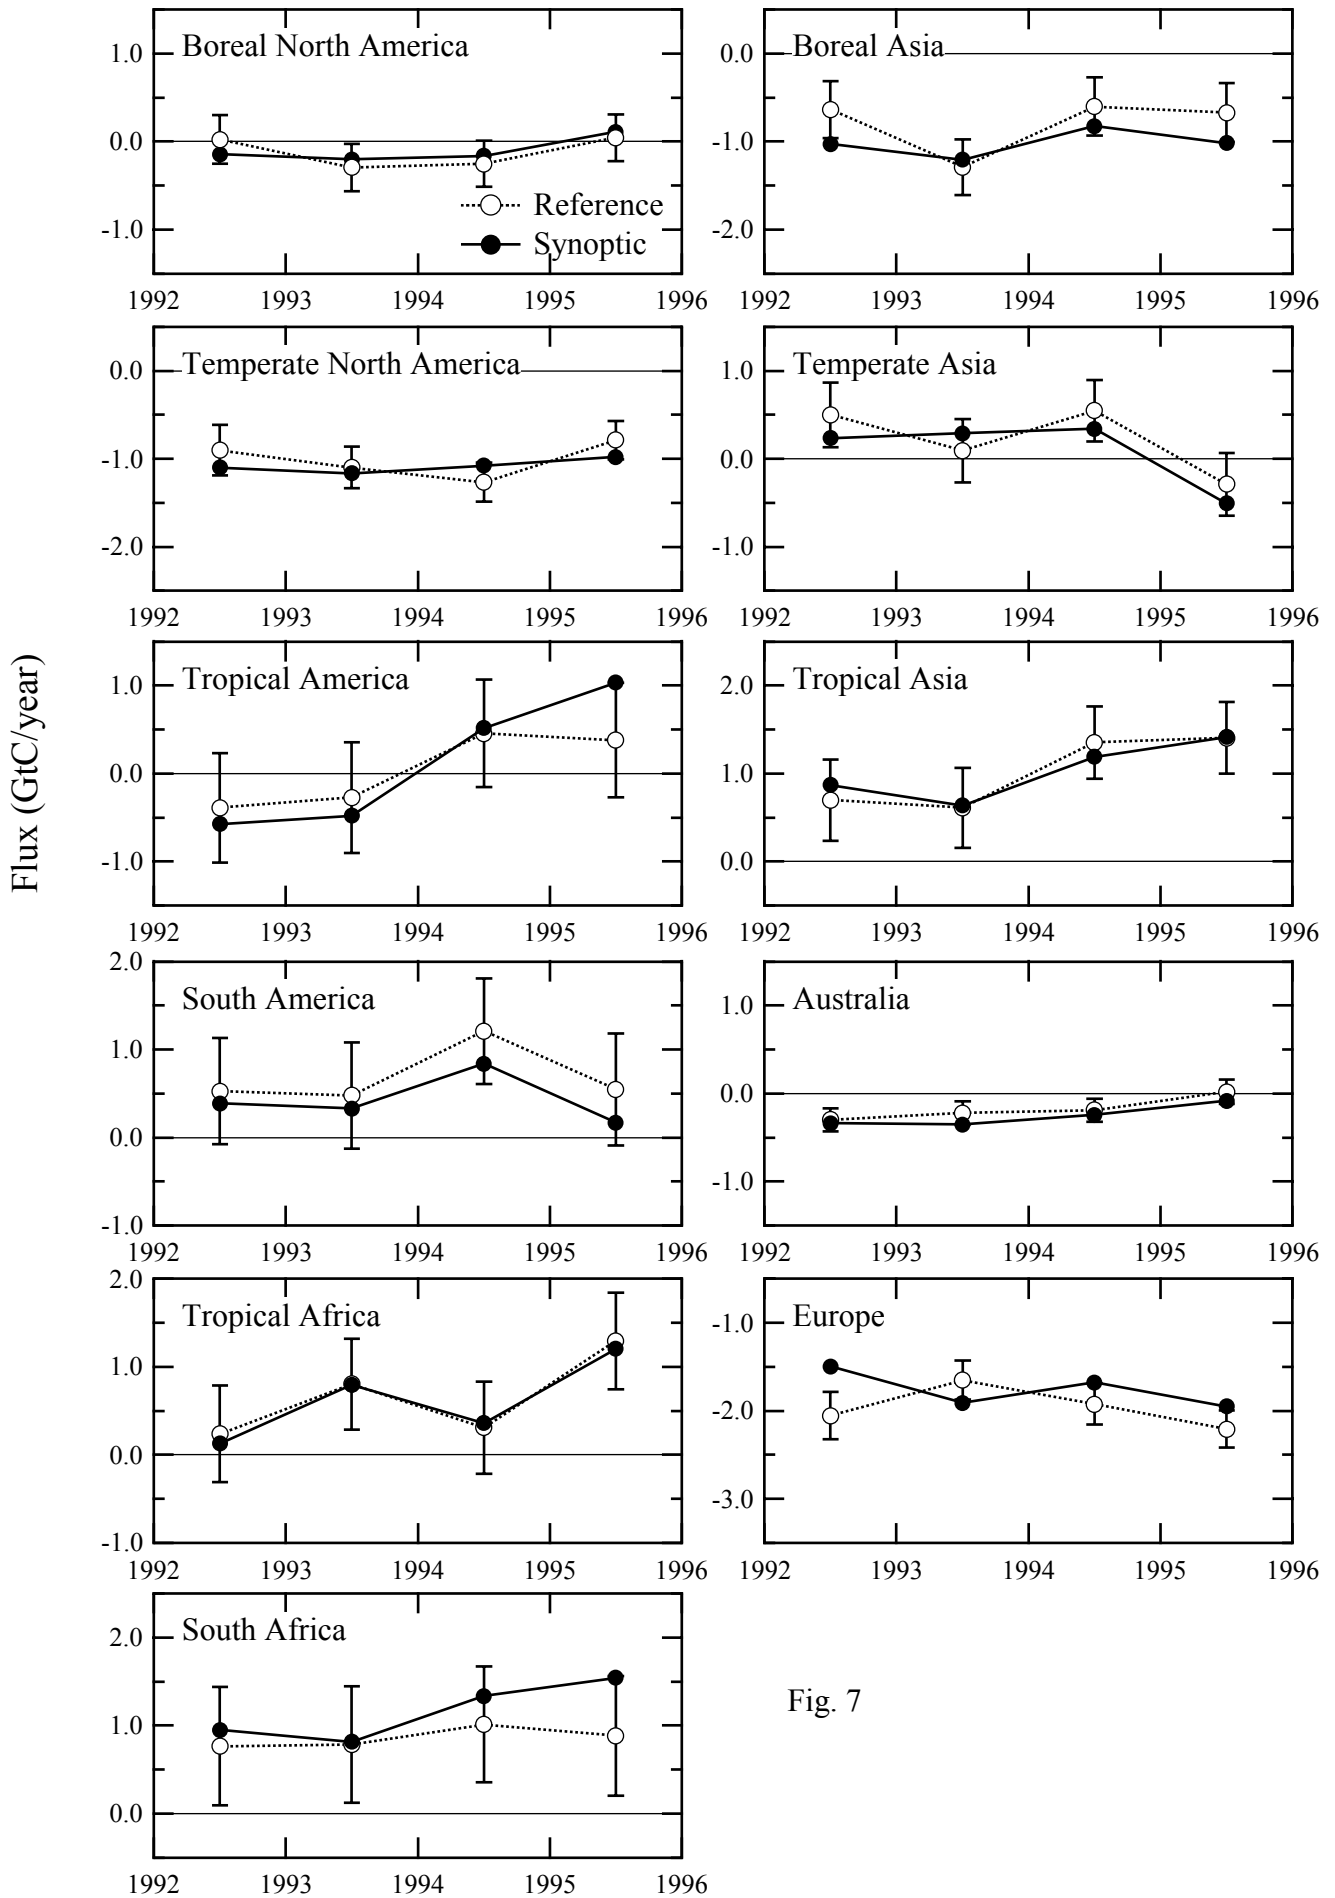 Flux (GtC/year)
Boreal North America
1.0
0.0
-1.0
Reference
Synoptic
1992 1993 1994 1995 1996
Boreal Asia
0.0
-1.0
-2.0
1992 1993 1994 1995 1996
Temperate North America
0.0
-1.0
-2.0
1992 1993 1994 1995 1996
Temperate Asia
1.0
0.0
-1.0
1992 1993 1994 1995 1996
Tropical America
1.0
0.0
-1.0
1992 1993 1994 1995 1996
Tropical Asia
2.0
1.0
0.0
1992 1993 1994 1995 1996
South America
2.0
1.0
0.0
-1.0
1992 1993 1994 1995 1996
Australia
1.0
0.0
-1.0
1992 1993 1994 1995 1996
Tropical Africa
2.0
1.0
0.0
-1.0
1992 1993 1994 1995 1996
Europe
-1.0
-2.0
-3.0
1992 1993 1994 1995 1996
South Africa
2.0
1.0
0.0
1992 1993 1994 1995 1996
Fig. 7